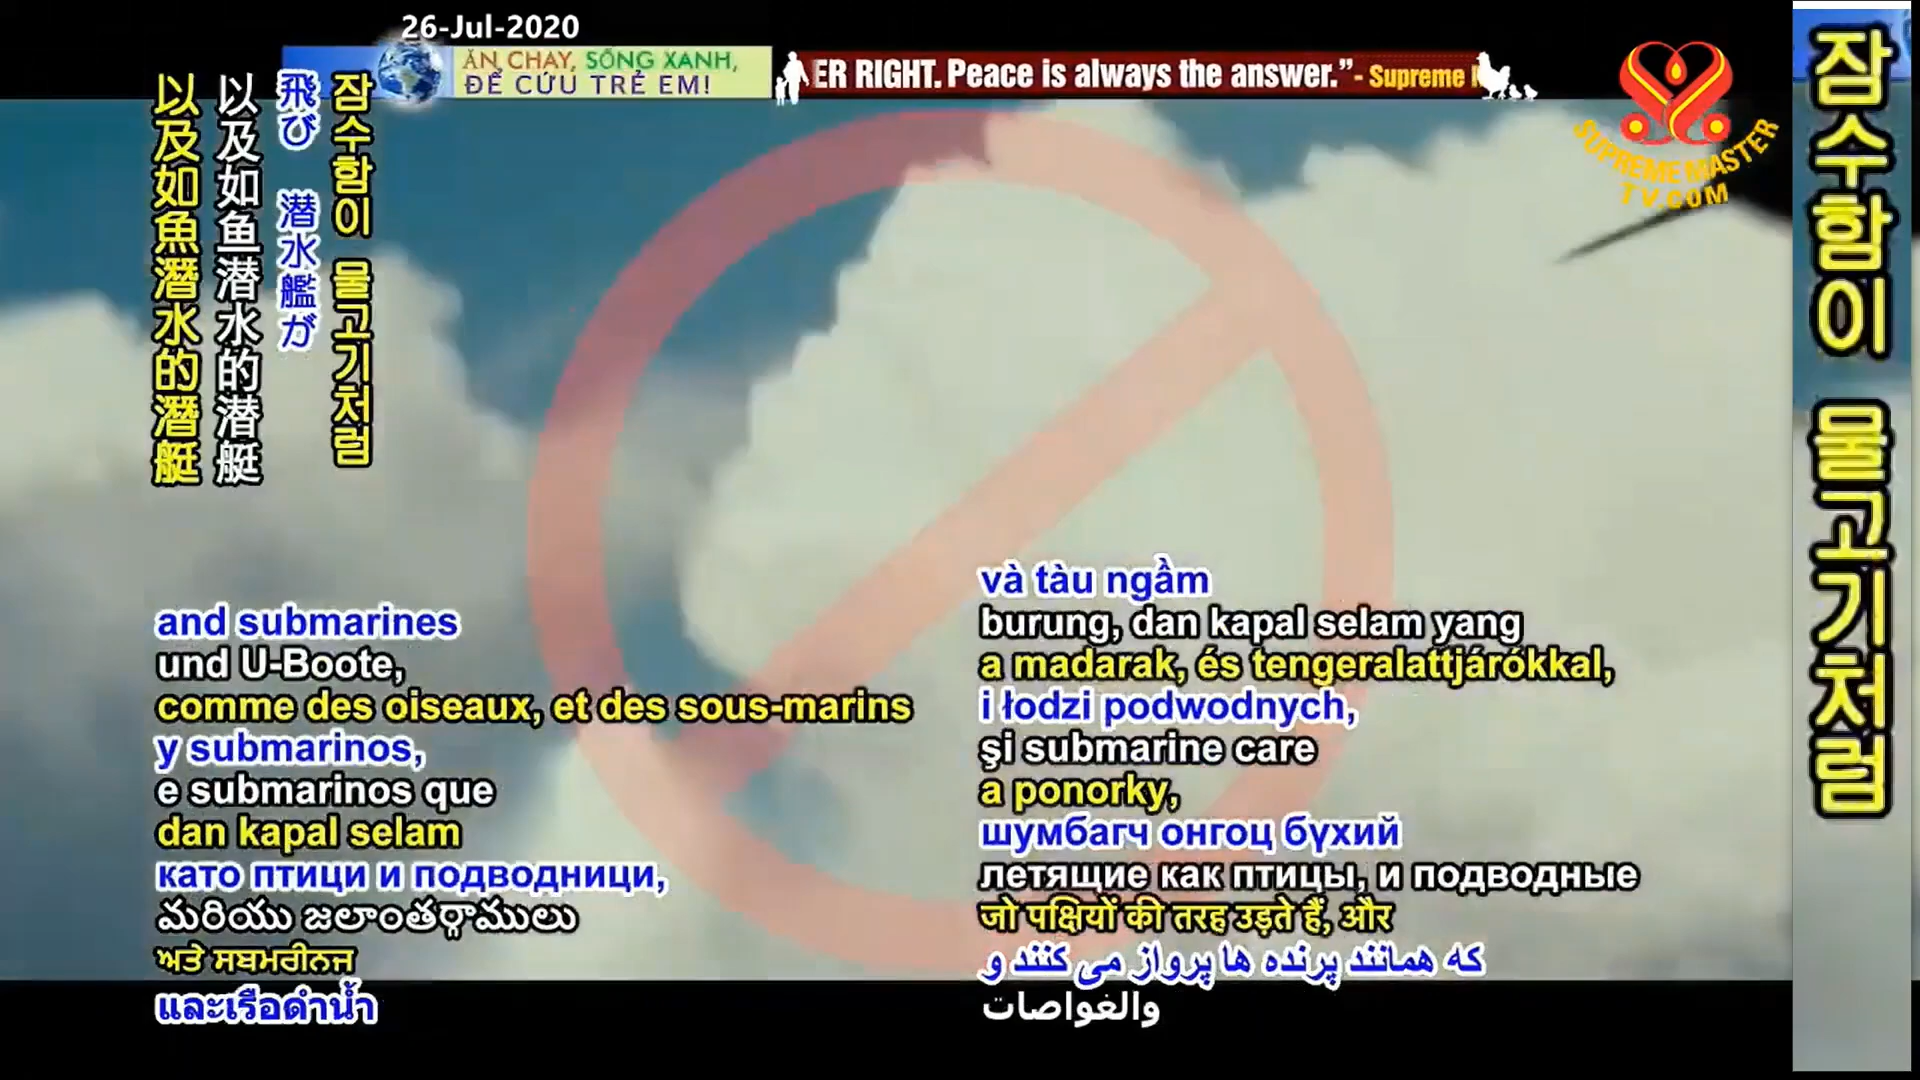 26-Jul-2020
ĂN CHAY, SỐNG XANH,
ĐỂ CỨU TRẺ EM!
ER RIGHT. Peace is always the answer.”- Supreme
SUPREME MASTER
TV.COM
잠수함이 물고기처럼
飛び 潜水艦が
以及如鱼潜水的潜艇
以及如魚潛水的潛艇
잠수함이 물고기처럼
and submarines
und U-Boote,
comme des oiseaux, et des sous-marins
y submarinos,
e submarinos que
dan kapal selam
като птици и подводници,
మరియు జలాంతర్గాములు
ਅਤੇ ਸਬਮਰੀਨਜ
และเรือดำน้ำ
và tàu ngầm
burung, dan kapal selam yang
a madarak, és tengeralattjárókkal,
i łodzi podwodnych,
şi submarine care
a ponorky,
шумбагч онгоц бүхий
летящие как птицы, и подводные
जो पक्षियों की तरह उड़ते हैं, और
که همانند پرنده ها پرواز می کنند و
والغواصات